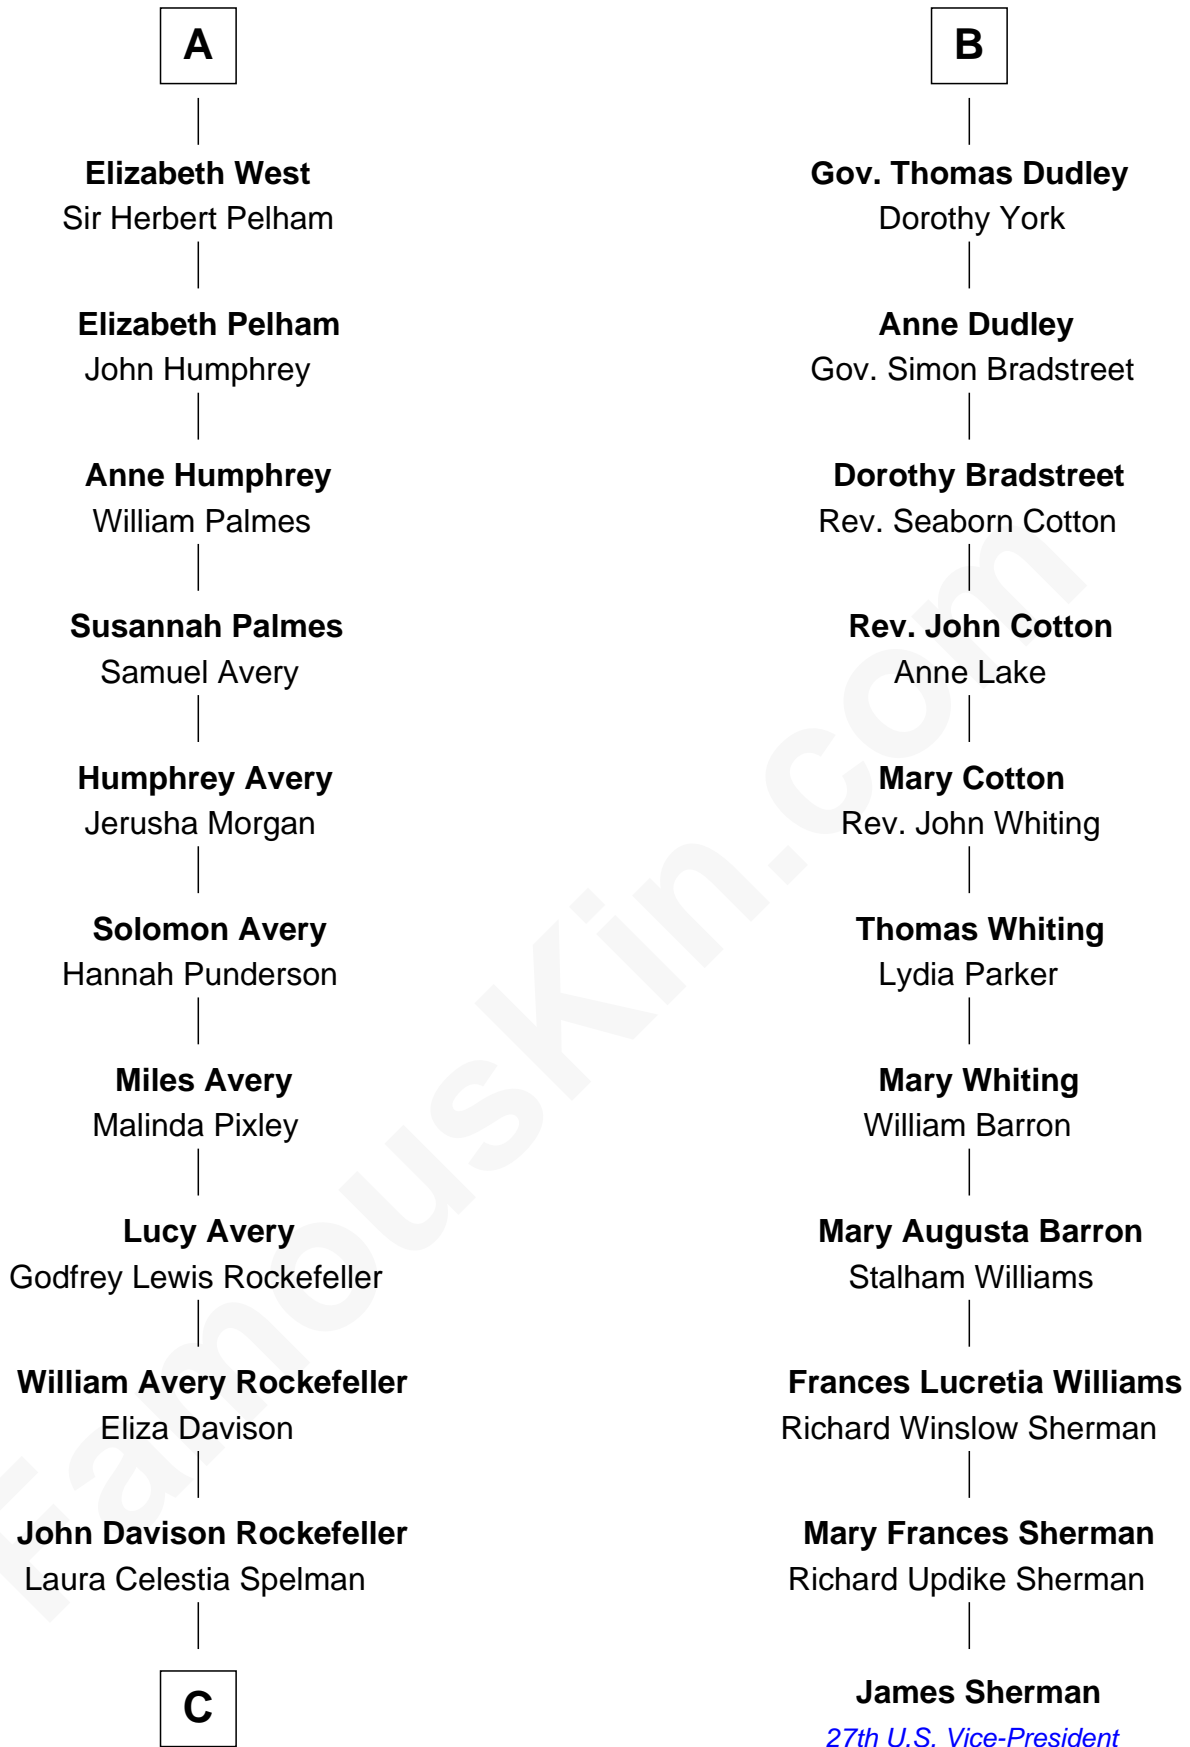 A
Elizabeth West
Sir Herbert Pelham
Elizabeth Pelham
John Humphrey
Anne Humphrey
William Palmes
Susannah Palmes
Samuel Avery
Humphrey Avery
Jerusha Morgan
Solomon Avery
Hannah Punderson
Miles Avery
Malinda Pixley
Lucy Avery
Godfrey Lewis Rockefeller
William Avery Rockefeller
Eliza Davison
John Davison Rockefeller
Laura Celestia Spelman
C
B
Gov. Thomas Dudley
Dorothy York
Anne Dudley
Gov. Simon Bradstreet
Dorothy Bradstreet
Rev. Seaborn Cotton
Rev. John Cotton
Anne Lake
Mary Cotton
Rev. John Whiting
Thomas Whiting
Lydia Parker
Mary Whiting
William Barron
Mary Augusta Barron
Stalham Williams
Frances Lucretia Williams
Richard Winslow Sherman
Mary Frances Sherman
Richard Updike Sherman
James Sherman
27th U.S. Vice-President
FamousKin.com